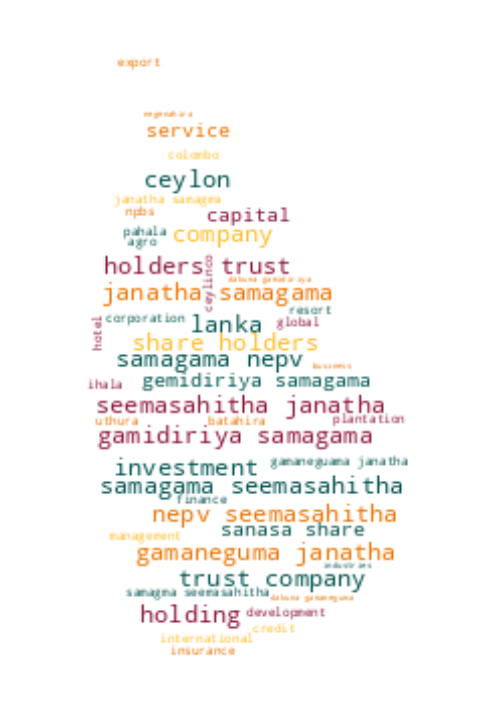 export
negenahira
service
colombo
ceylon
janatha samagma
npbs
capital
pahala
company
agro
holders trust
ceylinco
dakuna gamidiriya
janatha samagama
resort
corporation
lanka
global
hotel
share holders
samagama nepv
business
gemidiriya samagama
ihala
seemasahitha janatha
uthura
batahira
plantation
gamidiriya samagama
gamaneguama janatha
investment
samagama seemasahitha
finance
nepv seemasahitha
sanasa share
management
gamaneguma janatha
industries
trust company
samagma seemasahitha
dakuna gamaneguma
holding
development
credit
international
insurance